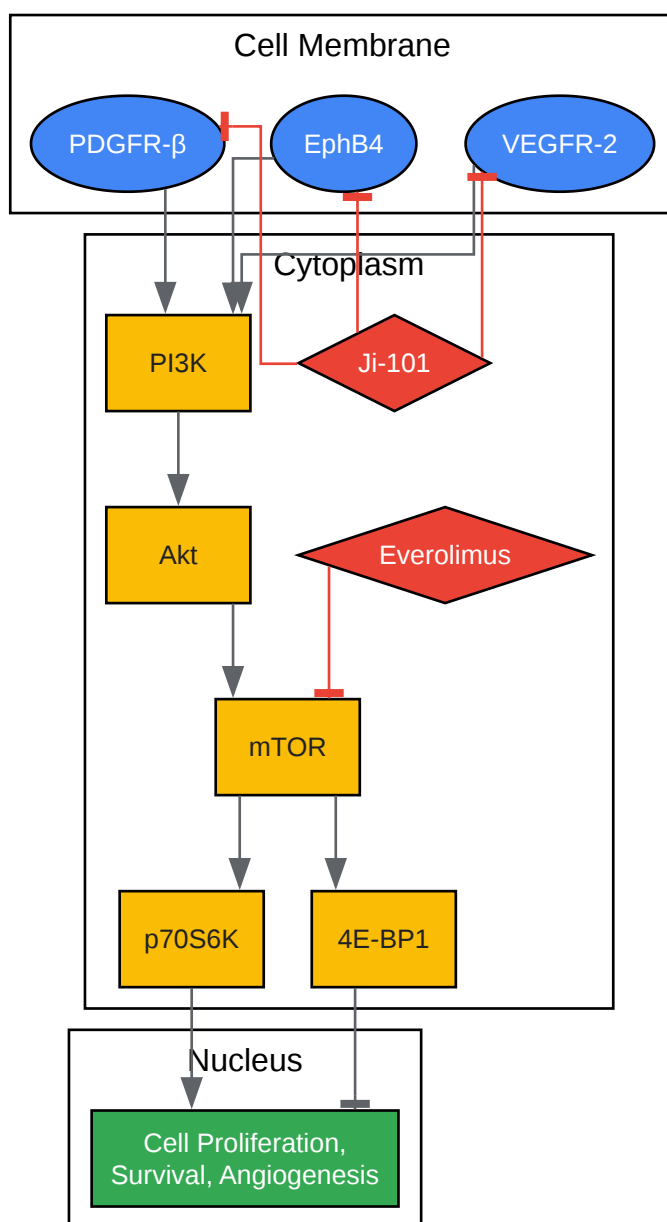 Cell Membrane
PDGFR-β
EphB4
VEGFR-2
Cytoplasm
PI3K
Ji-101
Akt
Everolimus
mTOR
p70S6K
4E-BP1
Nucleus
Cell Proliferation,
Survival, Angiogenesis